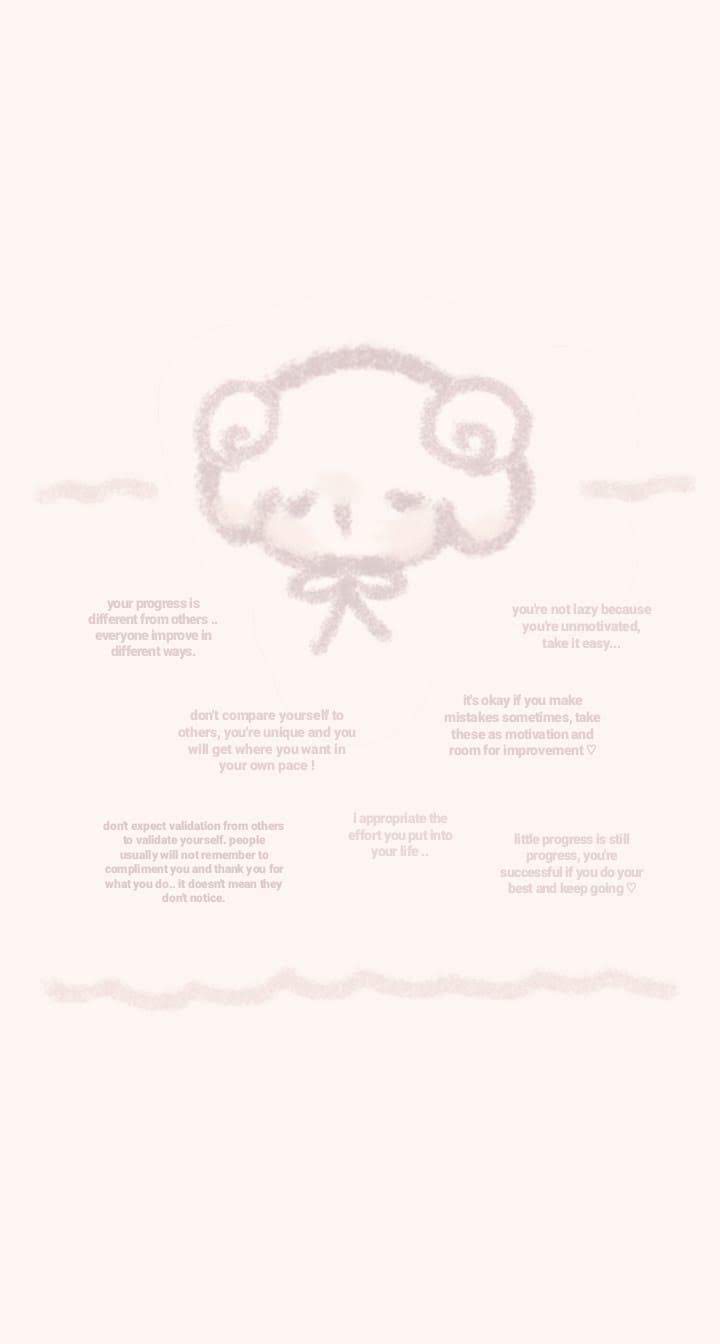 your progress is
different from others ..
everyone improve in
different ways.
you're not lazy because
you're unmotivated,
take it easy...
don't compare yourself to
others, you're unique and you
will get where you want in
your own pace !
it's okay if you make
mistakes sometimes, take
these as motivation and
room for improvement ♡
don't expect validation from others
to validate yourself. people
usually will not remember to
compliment you and thank you for
what you do.. it doesn't mean they
don't notice.
i appropriate the
effort you put into
your life ..
little progress is still
progress, you're
successful if you do your
best and keep going ♡